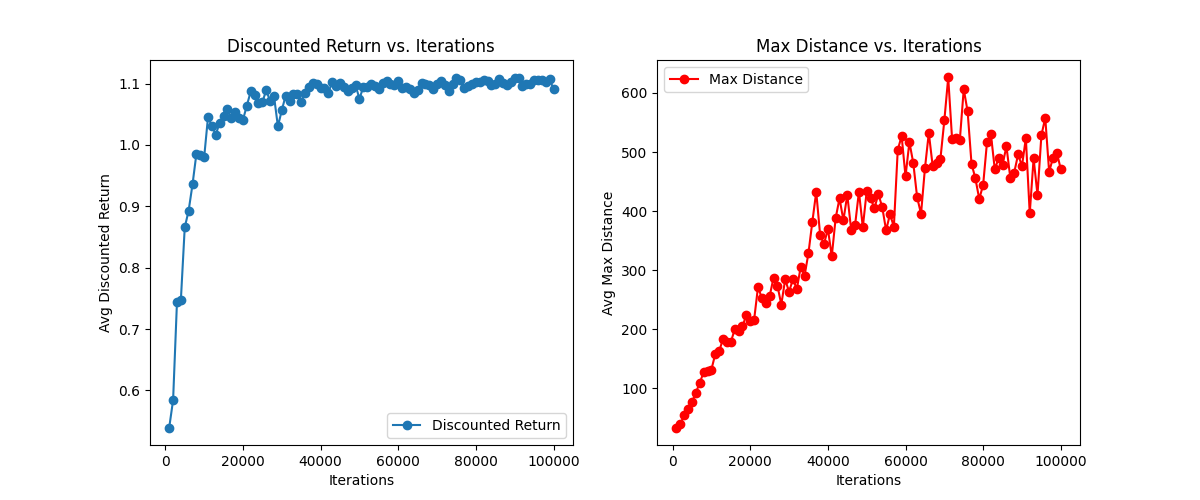 Discounted Return vs. Iterations
Avg Discounted Return
1.1
1.0
0.9
0.8
0.7
0.6
Discounted Return
0 20000 40000 60000 80000 100000
Iterations
Max Distance vs. Iterations
Avg Max Distance
Max Distance
600
500
400
300
200
100
0 20000 40000 60000 80000 100000
Iterations